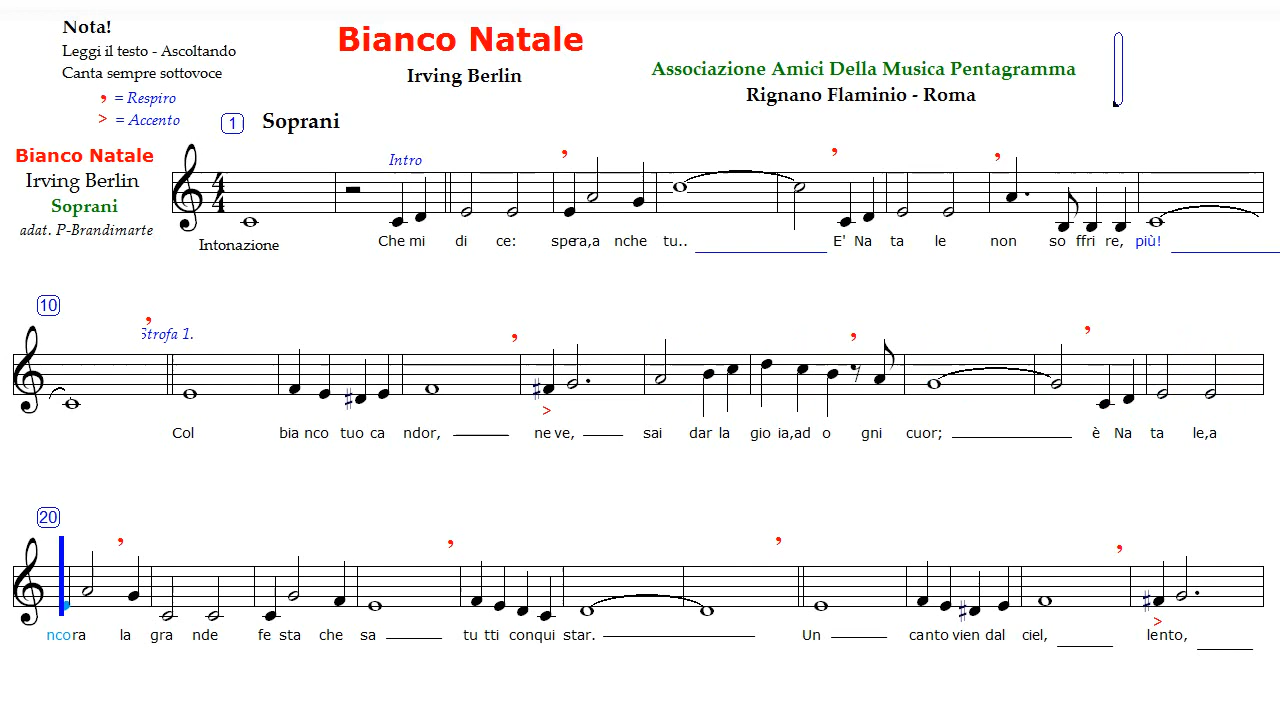 Nota!
Leggi il testo - Ascoltando
Canta sempre sottovoce
, = Respiro
> = Accento
Bianco Natale
Irving Berlin
Associazione Amici Della Musica Pentagramma
Rignano Flaminio - Roma
1 Soprani
Bianco Natale
Irving Berlin
Soprani
adat. P-Brandimarte
Intro
Intonazione
Che mi di ce: spera,a nche tu.. E' Na ta le non so ffri re, più!
10
Strofa 1.
Col bia nco tuo ca ndor, ne ve, sai dar la gio ia,ad o gni cuor; è Na ta le,a
20
ncora la gra nde fe sta che sa tu tti conqui star. Un canto vien dal ciel, lento,